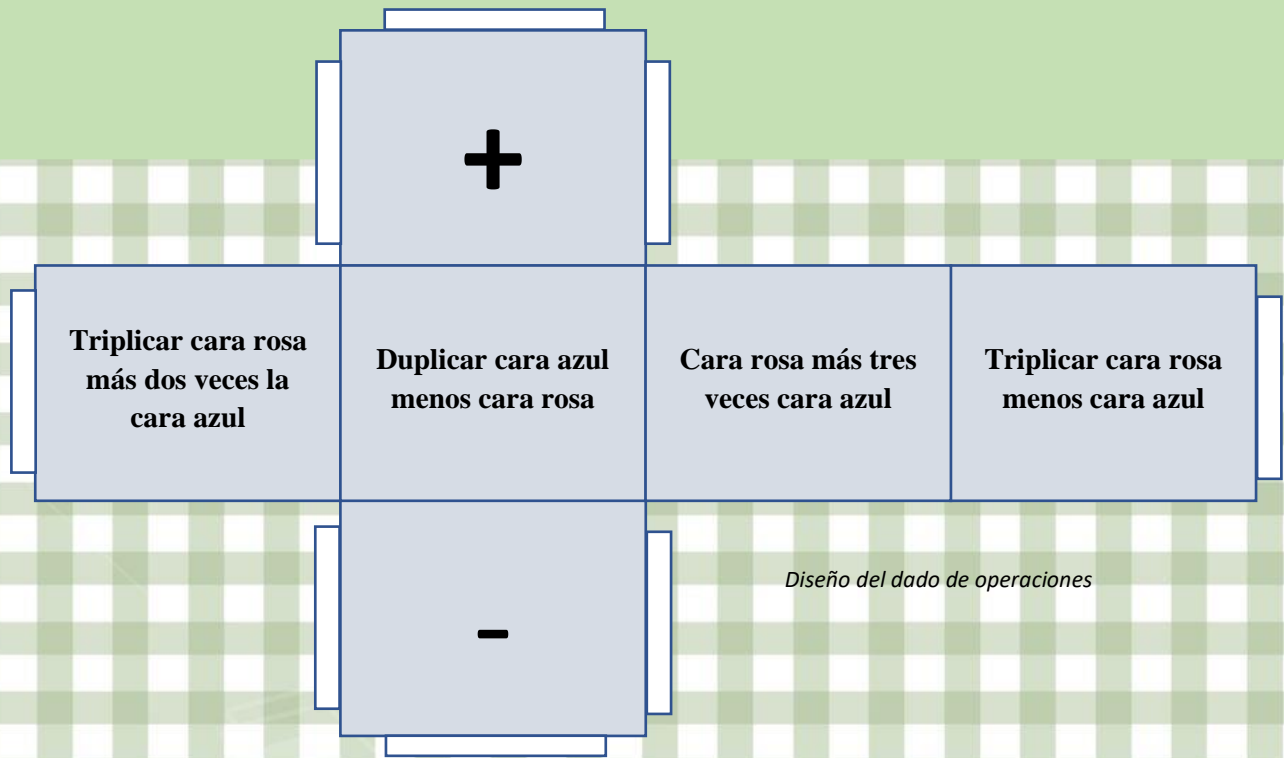 +
Triplicar cara rosa
más dos veces la
cara azul
Duplicar cara azul
menos cara rosa
Cara rosa más tres
veces cara azul
Triplicar cara rosa
menos cara azul
-
Diseño del dado de operaciones